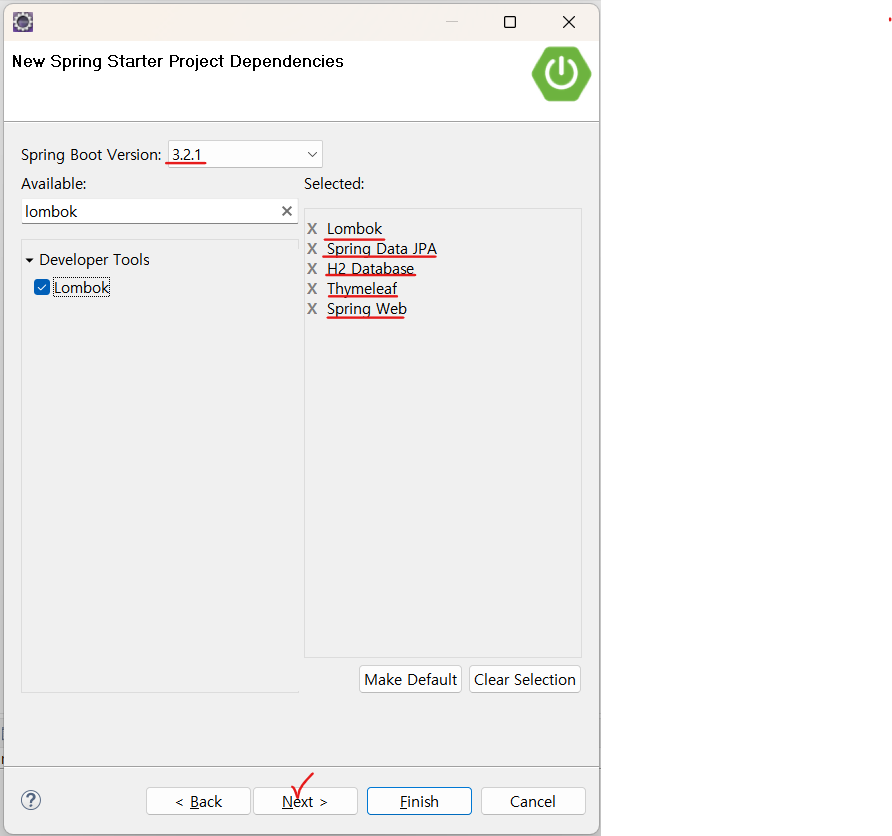 New Spring Starter Project Dependencies
Spring Boot Version: 3.2.1
Available:
Selected:
lombok
Developer Tools
Lombok
X Lombok
X Spring Data JPA
X H2 Database
X Thymeleaf
X Spring Web
Make Default
Clear Selection
?
< Back
Next >
Finish
Cancel